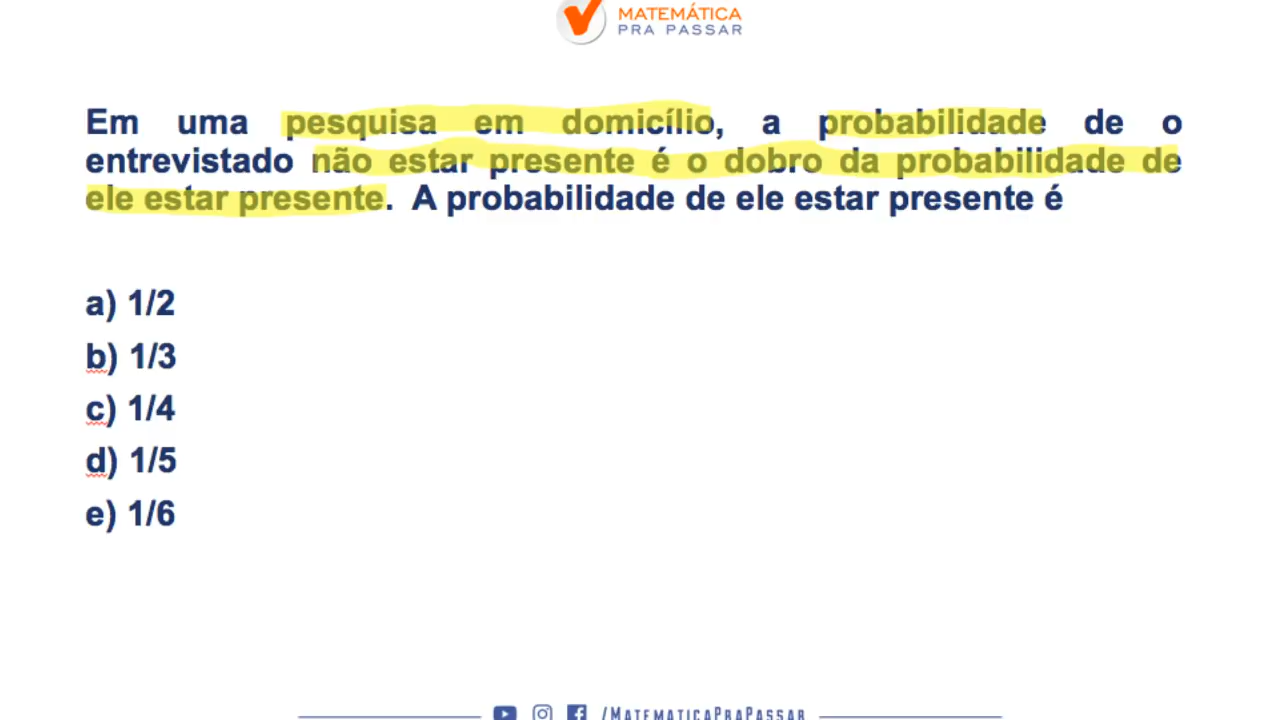 MATEMÁTICA
PRA PASSAR
Em uma pesquisa em domicílio, a probabilidade de o
entrevistado não estar presente é o dobro da probabilidade de
ele estar presente. A probabilidade de ele estar presente é
a) 1/2
b) 1/3
c) 1/4
d) 1/5
e) 1/6
/MATEMATICAPRAPASSAR